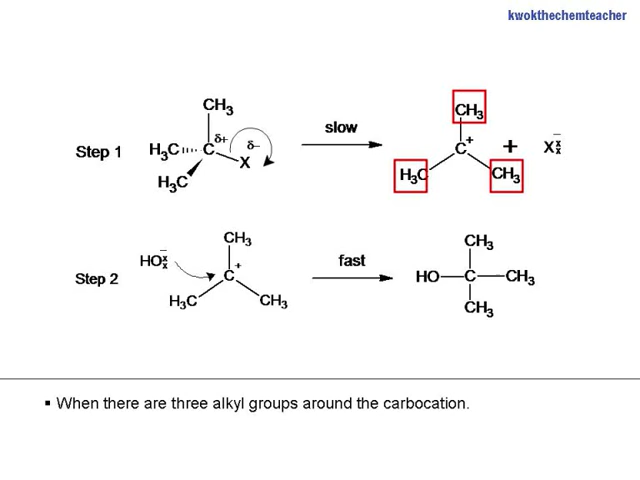 kwokthechemteacher
CH3
δ+
δ–
Step 1
H3C
C
X
H3C
slow
CH3
C+
H3C
CH3
+
X
Step 2
HO
CH3
C
+
H3C
CH3
fast
CH3
HO—C—CH3
CH3
▪ When there are three alkyl groups around the carbocation.